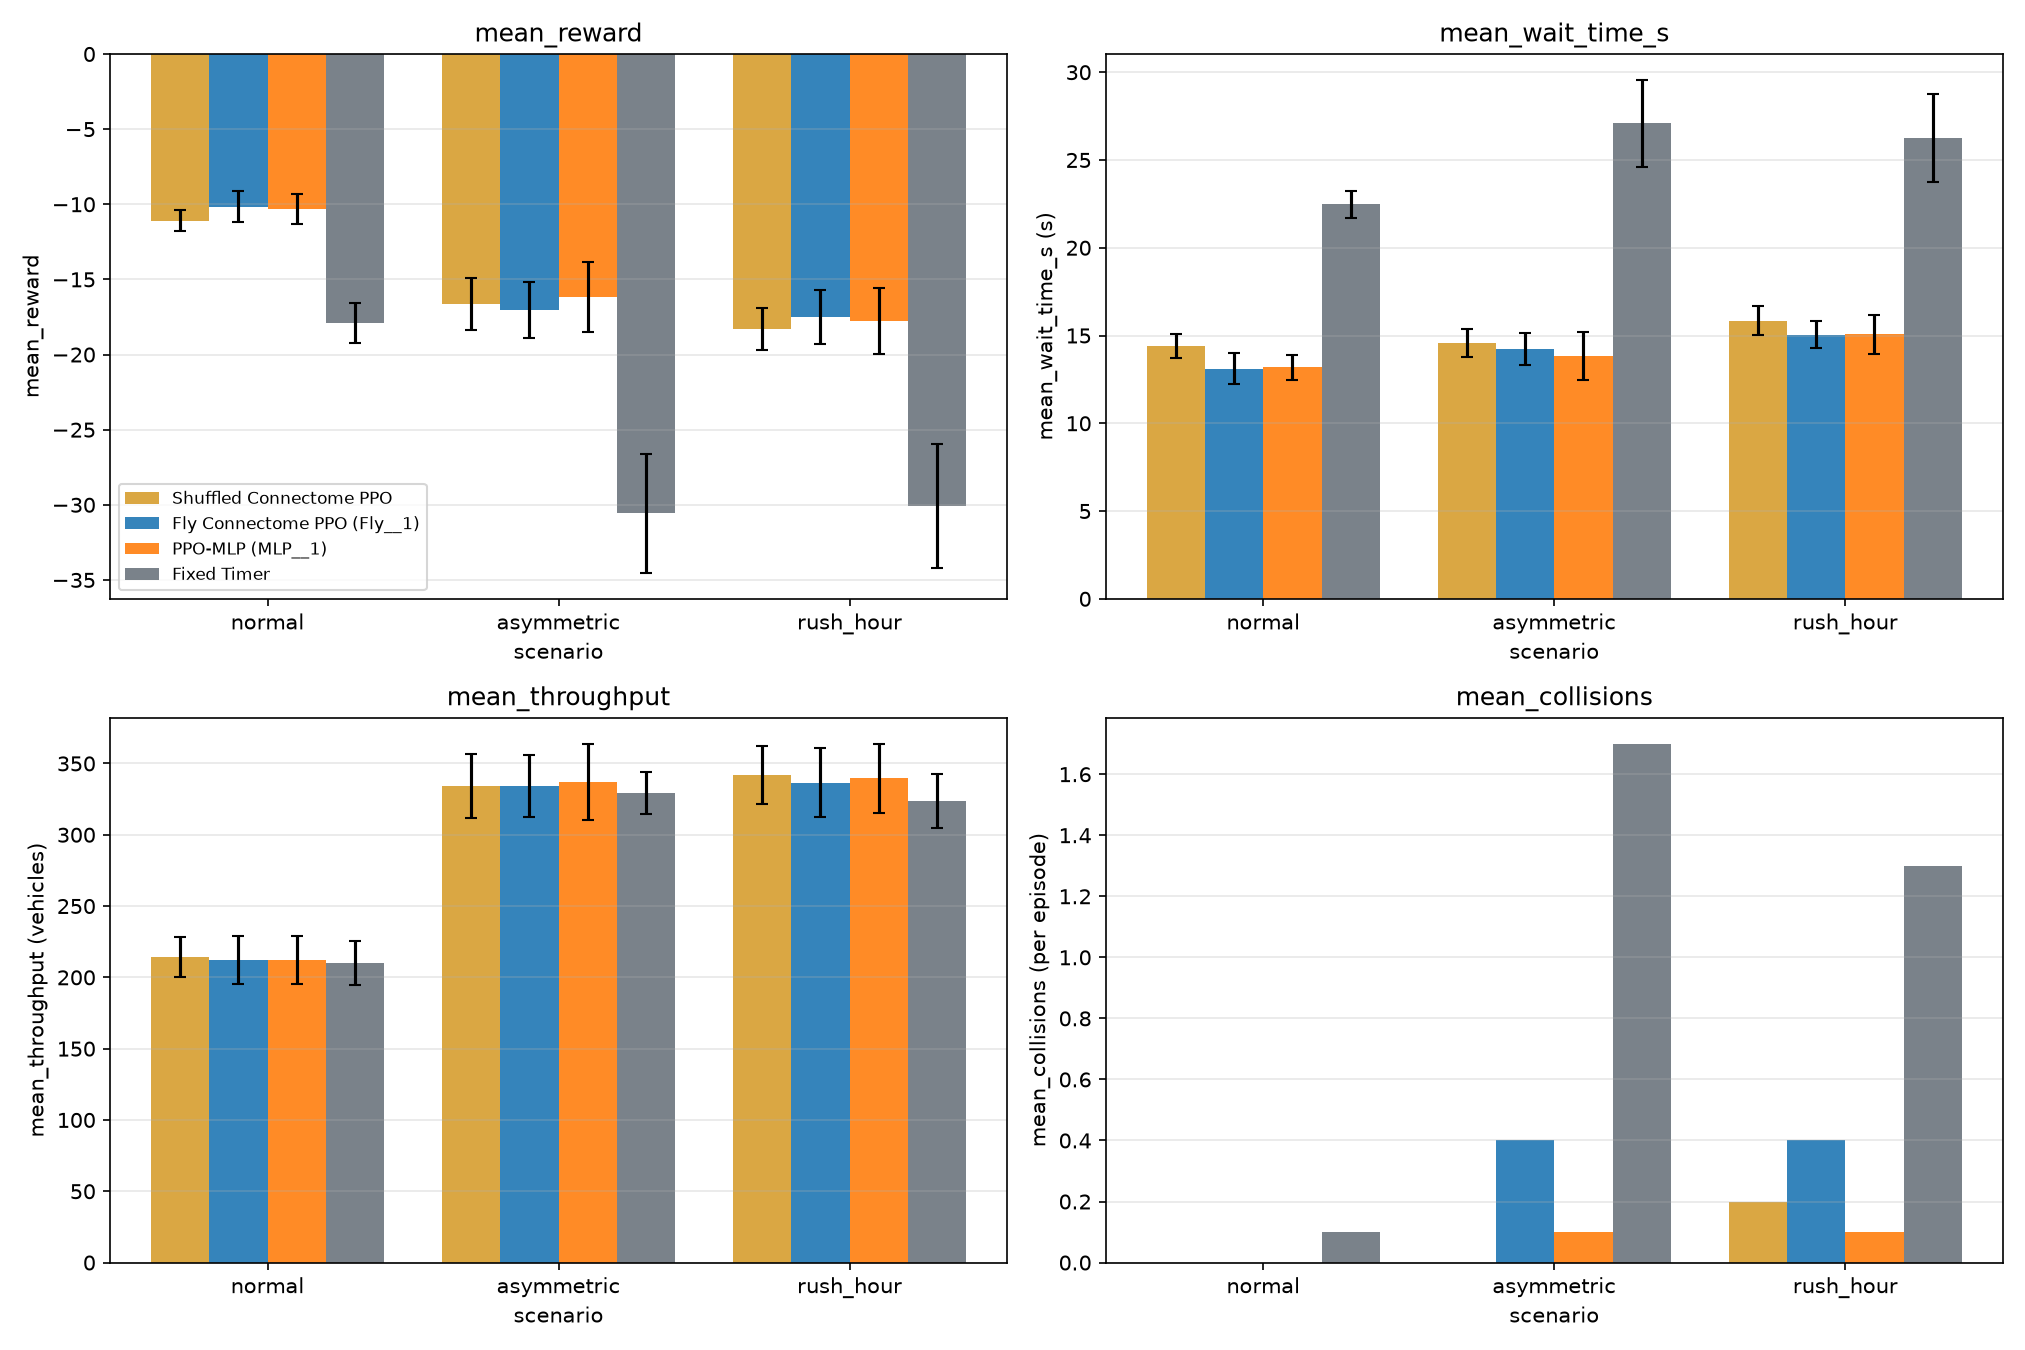 mean_reward
mean_reward
0
−5
−10
−15
−20
−25
−30
−35
Shuffled Connectome PPO
Fly Connectome PPO (Fly__1)
PPO-MLP (MLP__1)
Fixed Timer
normal
asymmetric
rush_hour
scenario
mean_wait_time_s
mean_wait_time_s (s)
30
25
20
15
10
5
0
normal
asymmetric
rush_hour
scenario
mean_throughput
mean_throughput (vehicles)
350
300
250
200
150
100
50
0
normal
asymmetric
rush_hour
scenario
mean_collisions
mean_collisions (per episode)
1.6
1.4
1.2
1.0
0.8
0.6
0.4
0.2
0.0
normal
asymmetric
rush_hour
scenario